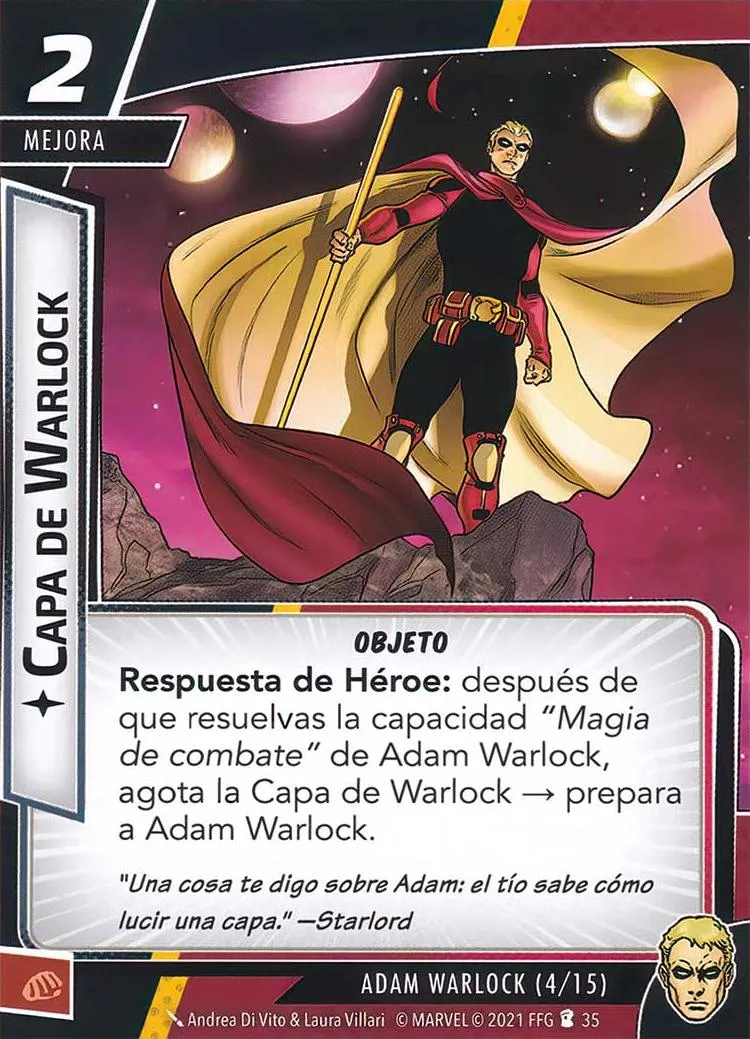 2
MEJORA
CAPA DE WARLOCK
OBJETO
Respuesta de Héroe: después de
que resuelvas la capacidad “Magia
de combate” de Adam Warlock,
agota la Capa de Warlock → prepara
a Adam Warlock.
"Una cosa te digo sobre Adam: el tío sabe cómo
lucir una capa." —Starlord
ADAM WARLOCK (4/15)
Andrea Di Vito & Laura Villari © MARVEL © 2021 FFG 35